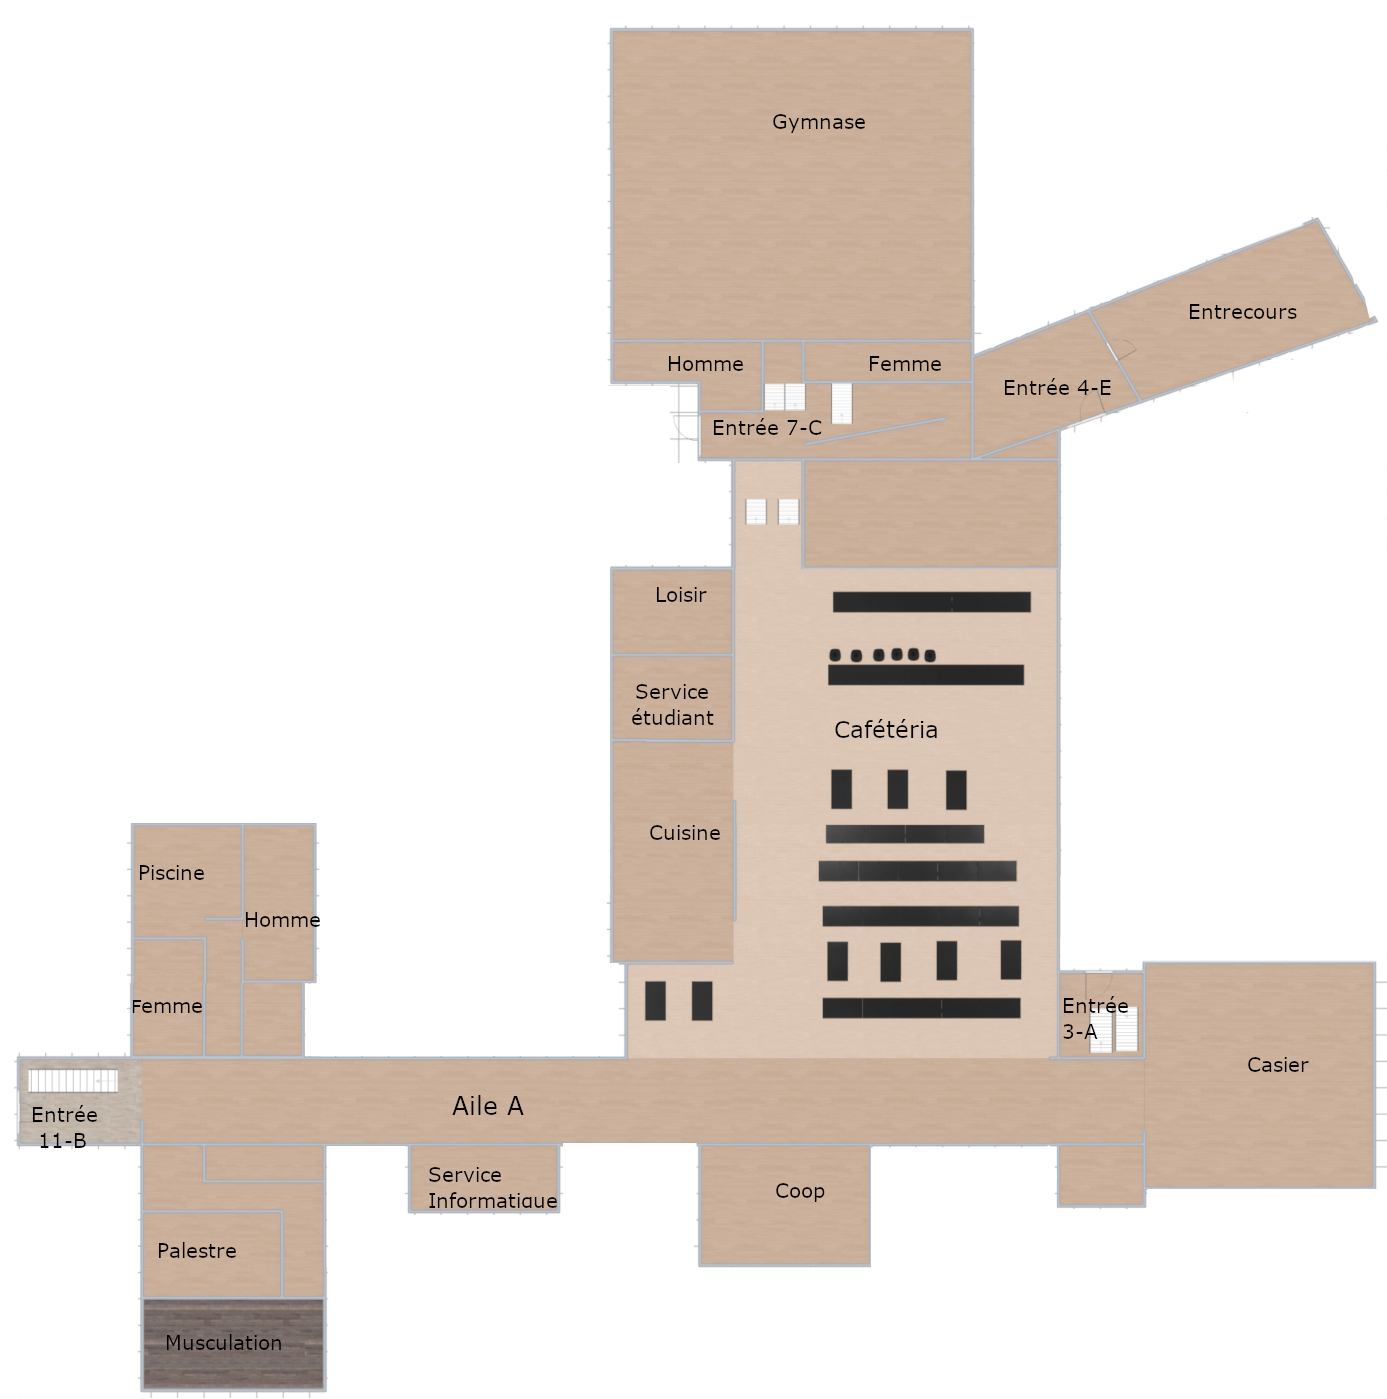 Gymnase
Entrecours
Homme
Femme
Entrée 4-E
Entrée 7-C
Loisir
Service
étudiant
Cafétéria
Cuisine
Piscine
Homme
Femme
Entrée
3-A
Casier
Aile A
Entrée
11-B
Service
Informatique
Coop
Palestre
Musculation